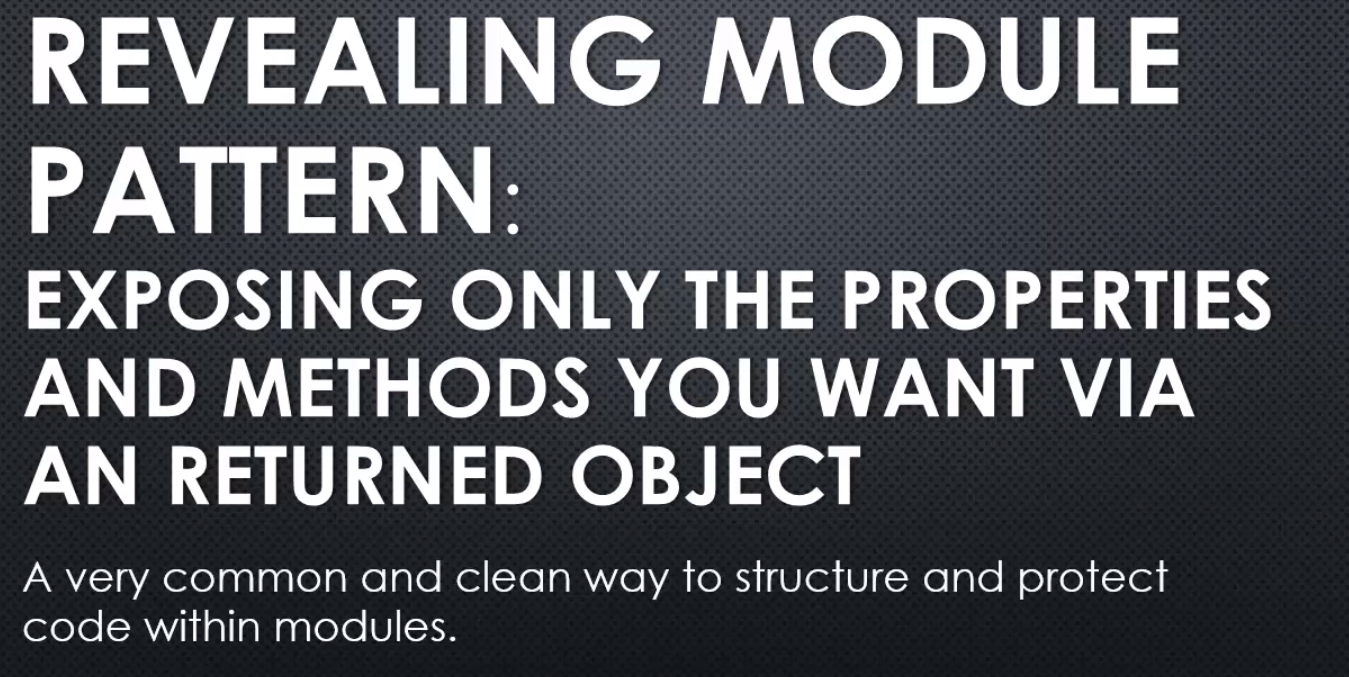 REVEALING MODULE
PATTERN:
EXPOSING ONLY THE PROPERTIES
AND METHODS YOU WANT VIA
AN RETURNED OBJECT
A very common and clean way to structure and protect
code within modules.